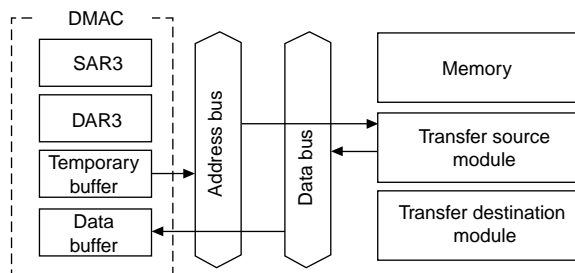 DMAC
SAR3
DAR3
Temporary
buffer
Data
buffer
Address bus
Data bus
Memory
Transfer source
module
Transfer destination
module